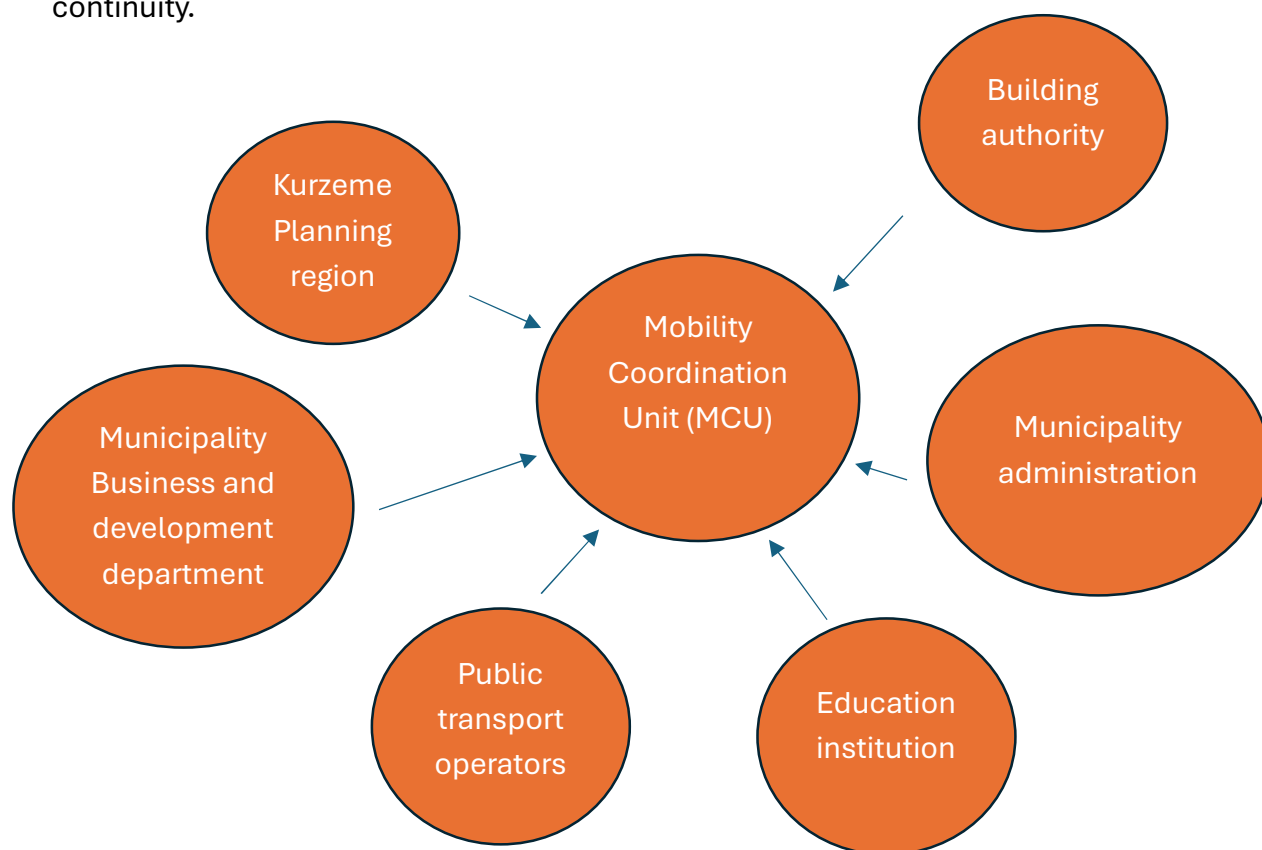 continuity.
Building
authority
Kurzeme
Planning
region
Mobility
Coordination
Unit (MCU)
Municipality
administration
Municipality
Business and
development
department
Public
transport
operators
Education
institution